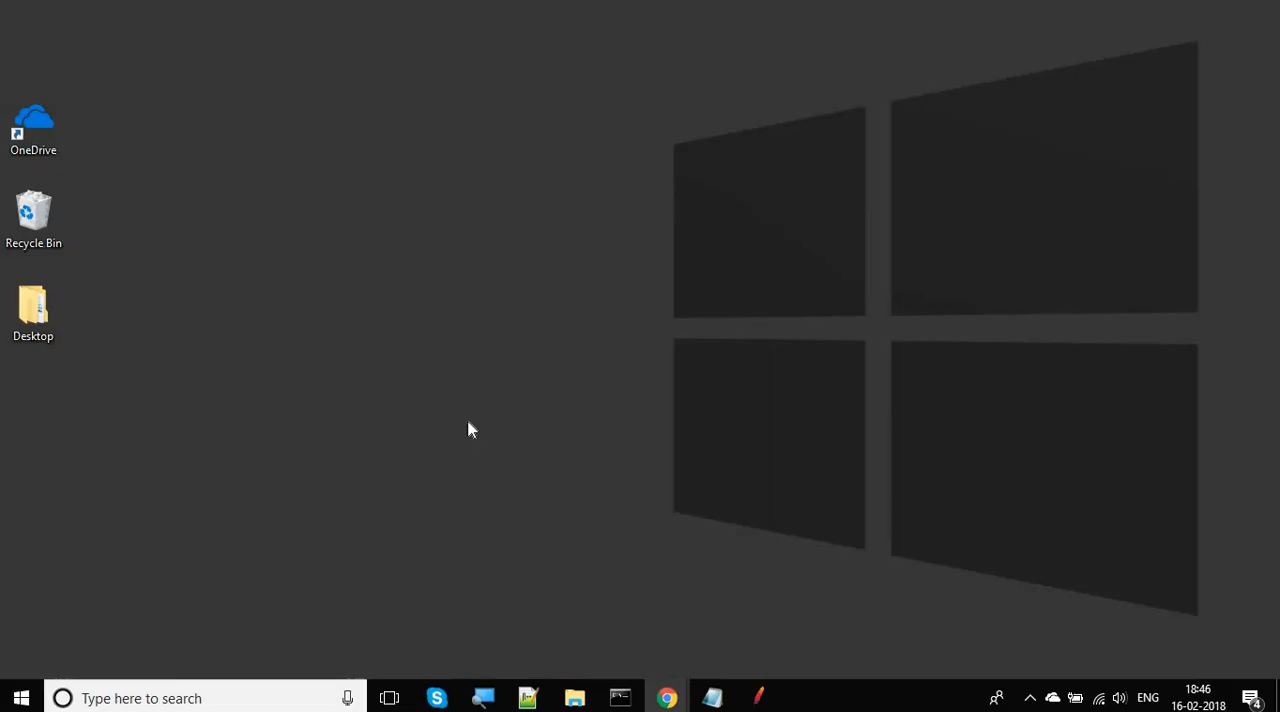 OneDrive
Recycle Bin
Desktop
Type here to search
ENG
18:46
16-02-2018
4